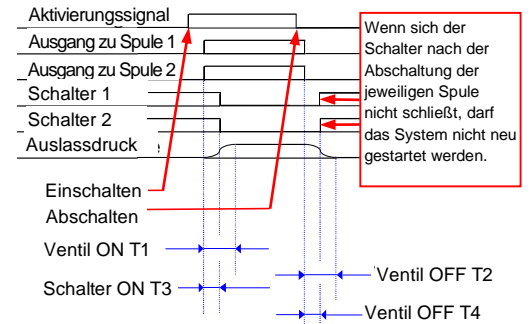 Aktivierungssignal
Ausgang zu Spule 1
Ausgang zu Spule 2
Schalter 1
Schalter 2
Auslassdruck
Wenn sich der
Schalter nach der
Abschaltung der
jeweiligen Spule
nicht schließt, darf
das System nicht neu
gestartet werden.
Einschalten
Abschalten
Ventil ON T1
Schalter ON T3
Ventil OFF T2
Ventil OFF T4